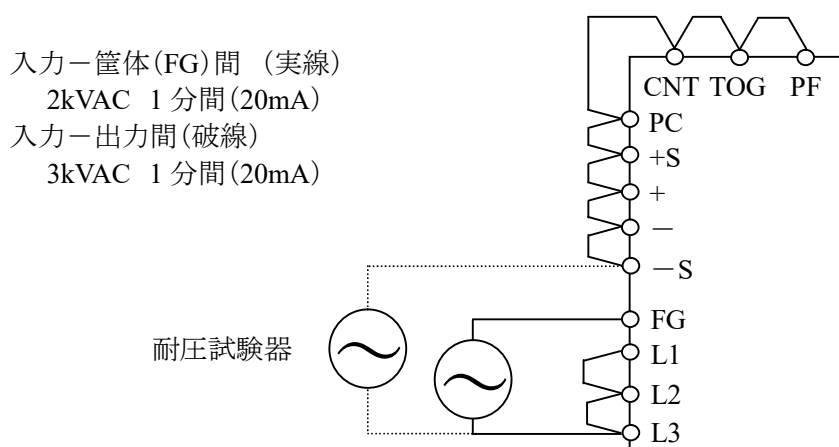 入力－筐体(FG)間 (実線)
2kVAC 1分間(20mA)
入力－出力間(破線)
3kVAC 1分間(20mA)
耐圧試験器
CNT TOG PF
PC
+S
+
－
－S
FG
L1
L2
L3